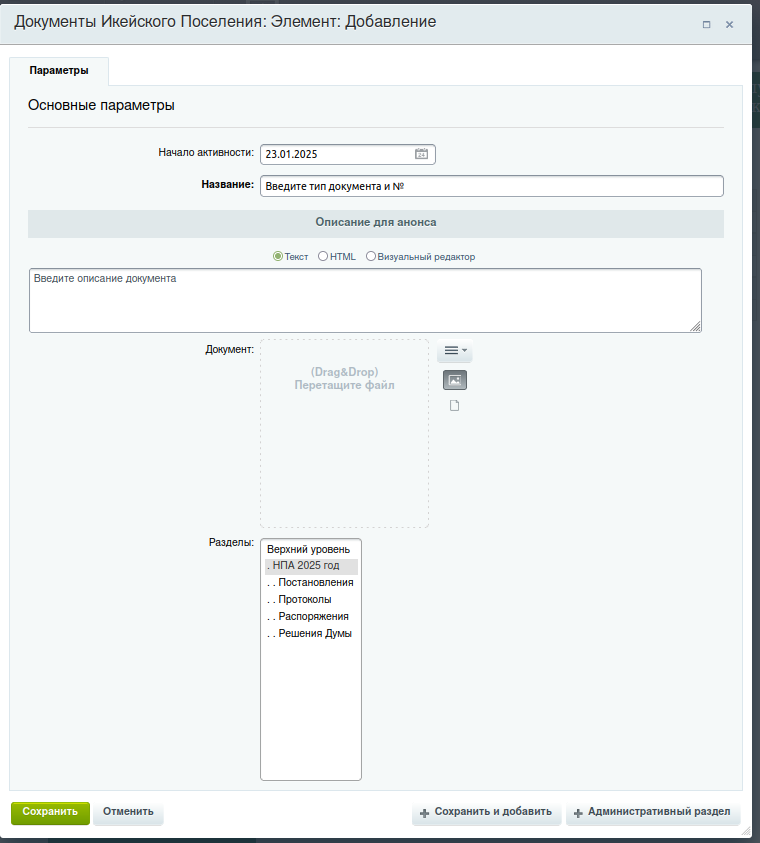 Документы Икейского Поселения: Элемент: Добавление
Параметры
Основные параметры
Начало активности: 23.01.2025
Название: Введите тип документа и №
Описание для анонса
Текст HTML Визуальный редактор
Введите описание документа
Документ:
(Drag&Drop)
Перетащите файл
Разделы:
Верхний уровень
. НПА 2025 год
. . Постановления
. . Протоколы
. . Распоряжения
. . Решения Думы
Сохранить Отменить Сохранить и добавить Административный раздел